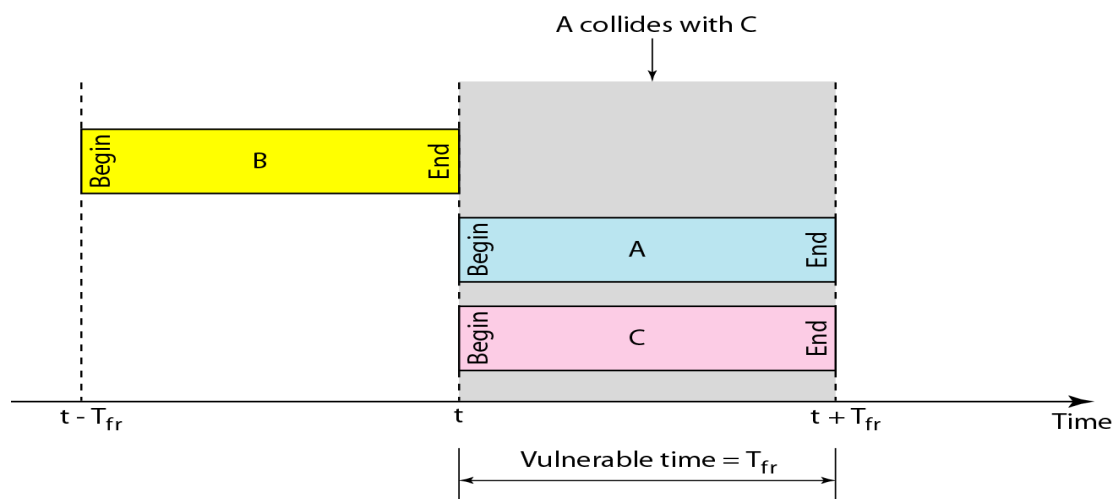 A collides with C
Begin B End
Begin A End
Begin C End
t - Tfr t t + Tfr Time
Vulnerable time = Tfr